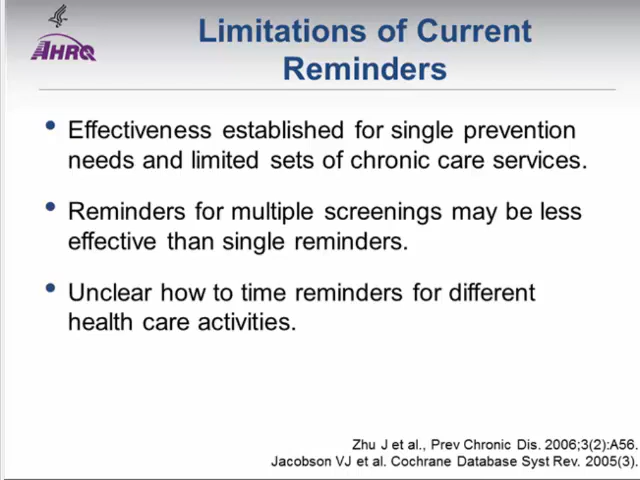 AHRQ
Limitations of Current
Reminders
• Effectiveness established for single prevention
needs and limited sets of chronic care services.
• Reminders for multiple screenings may be less
effective than single reminders.
• Unclear how to time reminders for different
health care activities.
Zhu J et al., Prev Chronic Dis. 2006;3(2):A56.
Jacobson VJ et al. Cochrane Database Syst Rev. 2005(3).